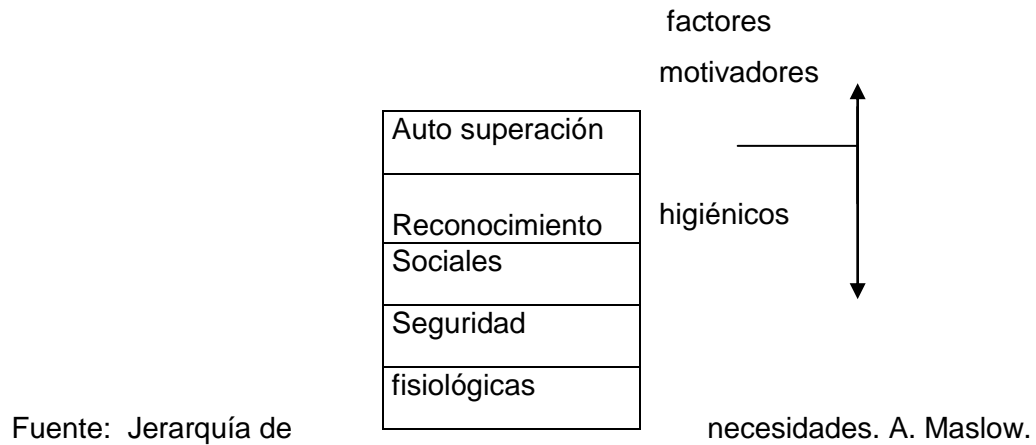 factores
motivadores
Auto superación
Reconocimiento
higiénicos
Sociales
Seguridad
fisiológicas
Fuente:  Jerarquía de necesidades. A. Maslow.